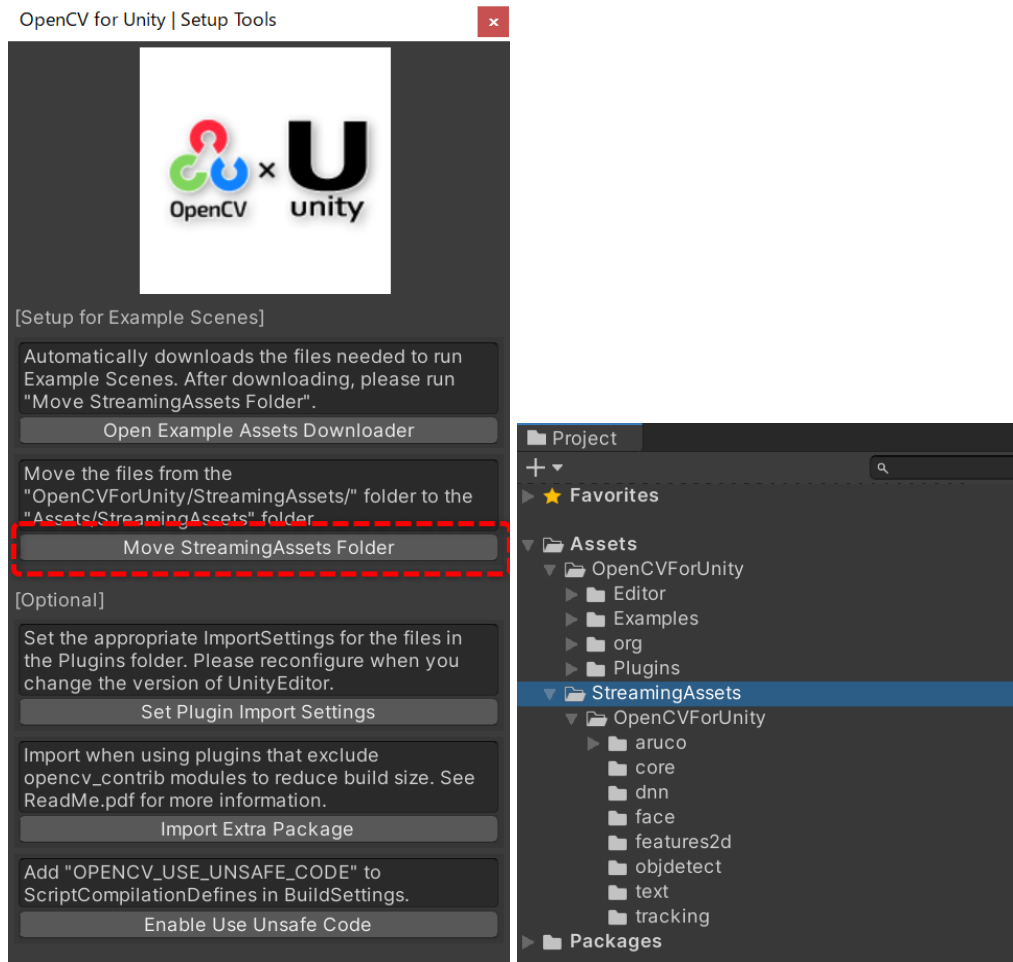 OpenCV for Unity | Setup Tools
x
OpenCV
×
unity
[Setup for Example Scenes]
Automatically downloads the files needed to run
Example Scenes. After downloading, please run
"Move StreamingAssets Folder".
Open Example Assets Downloader
Move the files from the
"OpenCVForUnity/StreamingAssets/" folder to the
"Assets/StreamingAssets" folder
Move StreamingAssets Folder
[Optional]
Set the appropriate ImportSettings for the files in
the Plugins folder. Please reconfigure when you
change the version of UnityEditor.
Set Plugin Import Settings
Import when using plugins that exclude
opencv_contrib modules to reduce build size. See
ReadMe.pdf for more information.
Import Extra Package
Add "OPENCV_USE_UNSAFE_CODE" to
ScriptCompilationDefines in BuildSettings.
Enable Use Unsafe Code
Project
Favorites
Assets
OpenCVForUnity
Editor
Examples
org
Plugins
StreamingAssets
OpenCVForUnity
aruco
core
dnn
face
features2d
objdetect
text
tracking
Packages